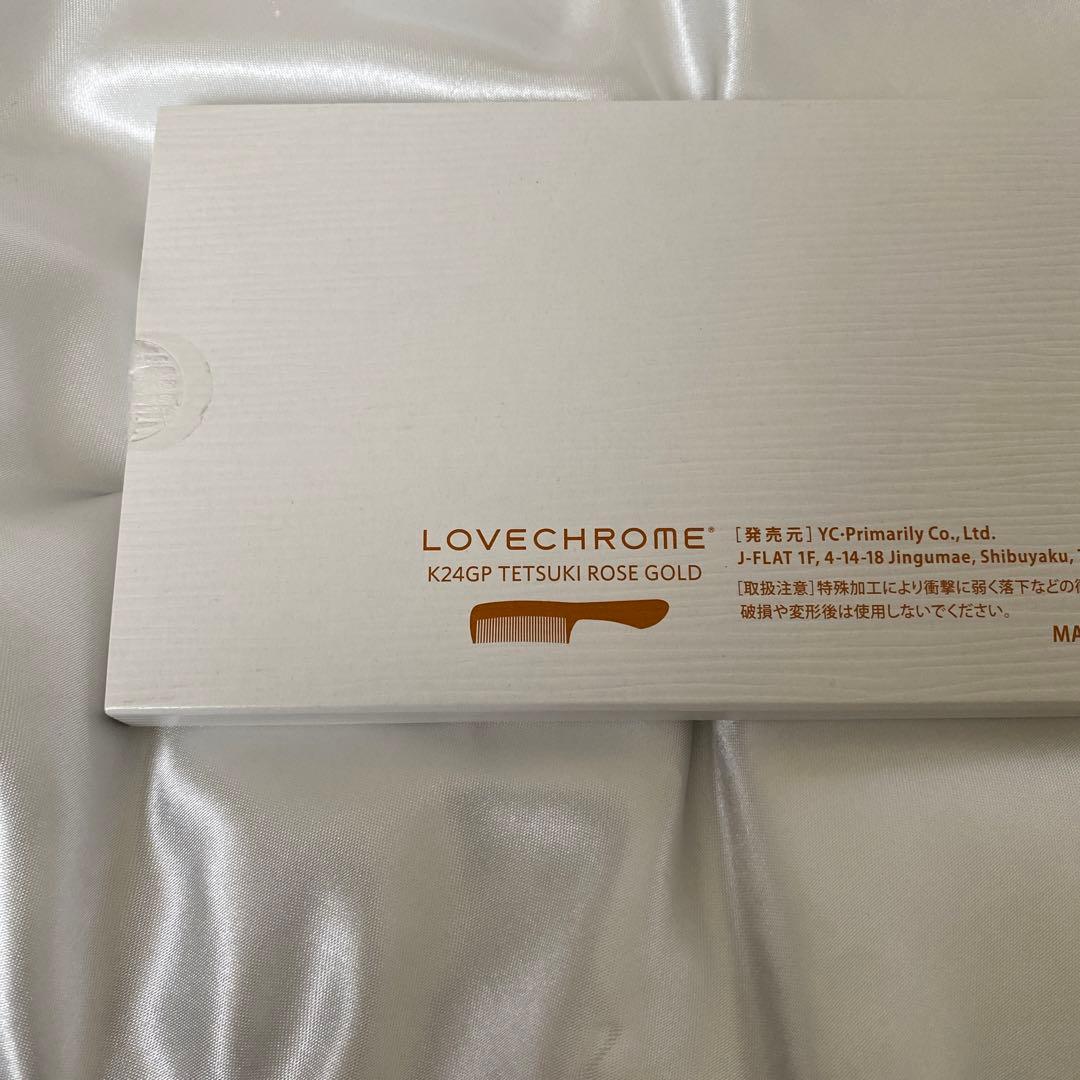 LOVECHROME®
K24GP TETSUKI ROSE GOLD
[発売元] YC・Primarily Co., Ltd.
J-FLAT 1F, 4-14-18 Jingumae, Shibuyaku,
[取扱注意] 特殊加工により衝撃に弱く落下などの
破損や変形後は使用しないでください。
MA